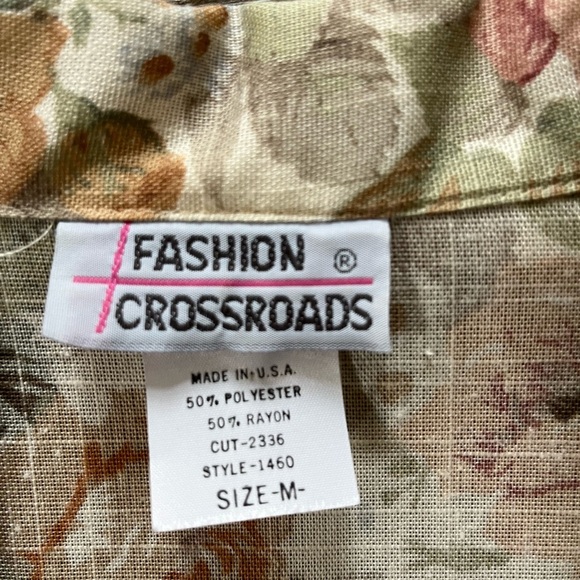 FASHION ®
CROSSROADS
MADE IN U.S.A.
50% POLYESTER
50% RAYON
CUT-2336
STYLE-1460
SIZE-M-